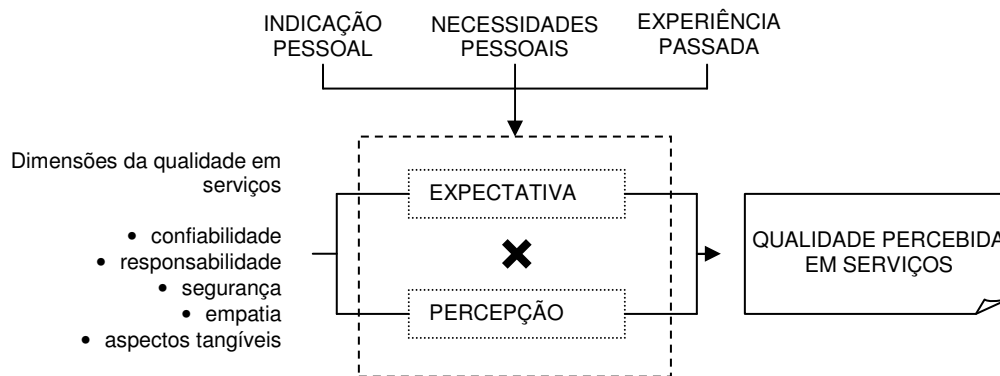 INDICAÇÃO
PESSOAL
NECESSIDADES
PESSOAIS
EXPERIÊNCIA
PASSADA
Dimensões da qualidade em
serviços
• confiabilidade
• responsabilidade
• segurança
• empatia
• aspectos tangíveis
EXPECTATIVA
PERCEPÇÃO
QUALIDADE PERCEBIDA
EM SERVIÇOS